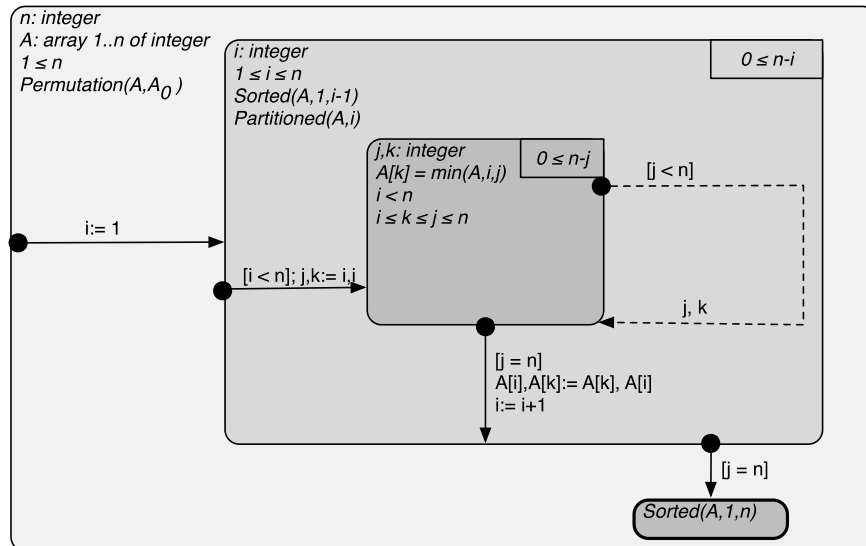 n: integer
A: array 1..n of integer
1 ≤ n
Permutation(A,A0 )
i: integer
1 ≤ i ≤ n
Sorted(A,1,i-1)
Partitioned(A,i)
0 ≤ n-i
j,k: integer
A[k] = min(A,i,j)
i < n
i ≤ k ≤ j ≤ n
0 ≤ n-j
[j < n]
i:= 1
[i < n]; j,k:= i,i
j, k
[j = n]
A[i],A[k]:= A[k], A[i]
i:= i+1
[j = n]
Sorted(A,1,n)